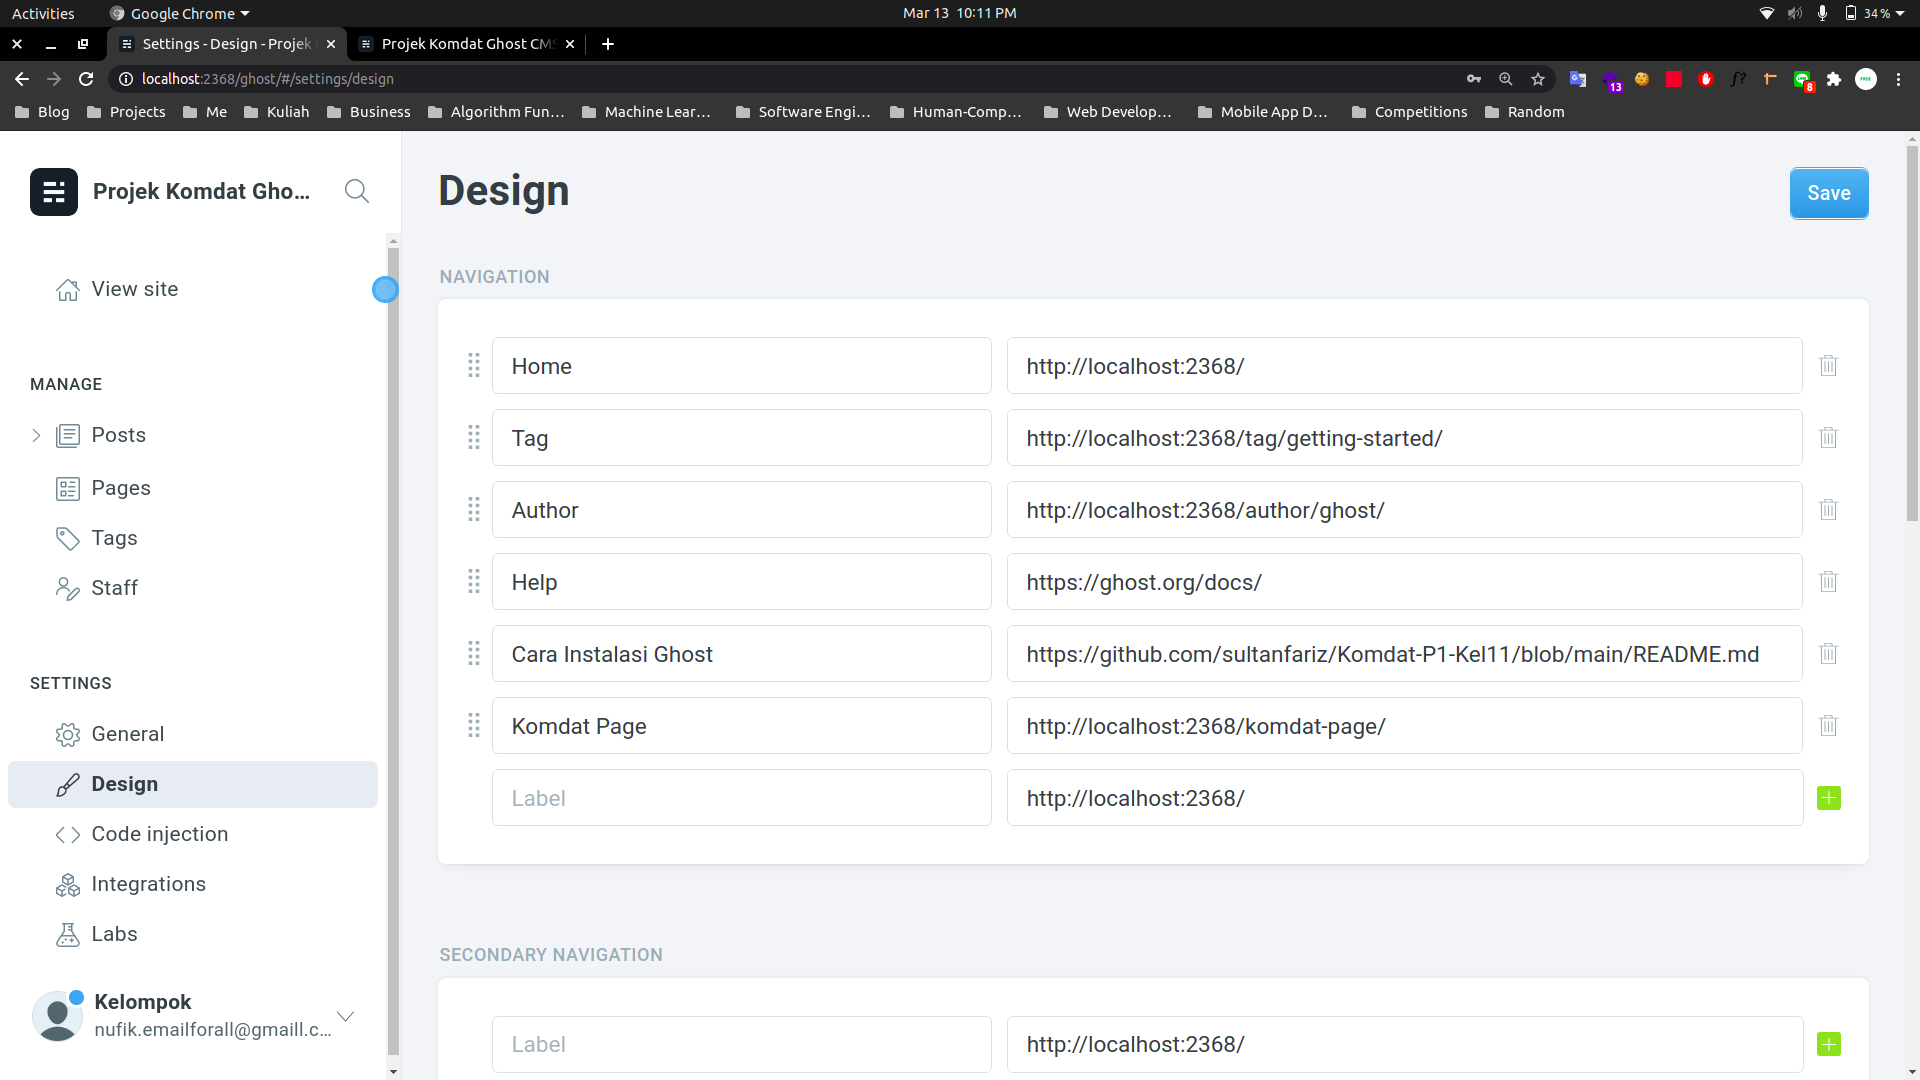 Activities Google Chrome Mar 13 10:11 PM 34 %
Settings - Design - Projek Projek Komdat Ghost CMS
localhost:2368/ghost/#/settings/design 13 f? 8
Blog Projects Me Kuliah Business Algorithm Fun... Machine Lear... Software Engi... Human-Comp... Web Develop... Mobile App D... Competitions Random
Projek Komdat Gho...
View site
MANAGE
Posts
Pages
Tags
Staff
SETTINGS
General
Design
Code injection
Integrations
Labs
Kelompok
nufik.emailforall@gmaill.c...
Design
Save
NAVIGATION
Home http://localhost:2368/
Tag http://localhost:2368/tag/getting-started/
Author http://localhost:2368/author/ghost/
Help https://ghost.org/docs/
Cara Instalasi Ghost https://github.com/sultanfariz/Komdat-P1-Kel11/blob/main/README.md
Komdat Page http://localhost:2368/komdat-page/
Label http://localhost:2368/
SECONDARY NAVIGATION
Label http://localhost:2368/